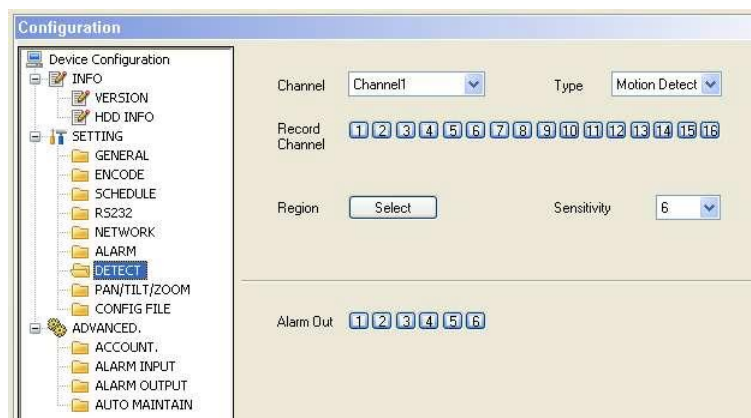 Configuration
Device Configuration
INFO
VERSION
HDD INFO
SETTING
GENERAL
ENCODE
SCHEDULE
RS232
NETWORK
ALARM
DETECT
PAN/TILT/ZOOM
CONFIG FILE
ADVANCED.
ACCOUNT.
ALARM INPUT
ALARM OUTPUT
AUTO MAINTAIN
Channel Channel1 Type Motion Detect
Record Channel 1 2 3 4 5 6 7 8 9 10 11 12 13 14 15 16
Region Select Sensitivity 6
Alarm Out 1 2 3 4 5 6